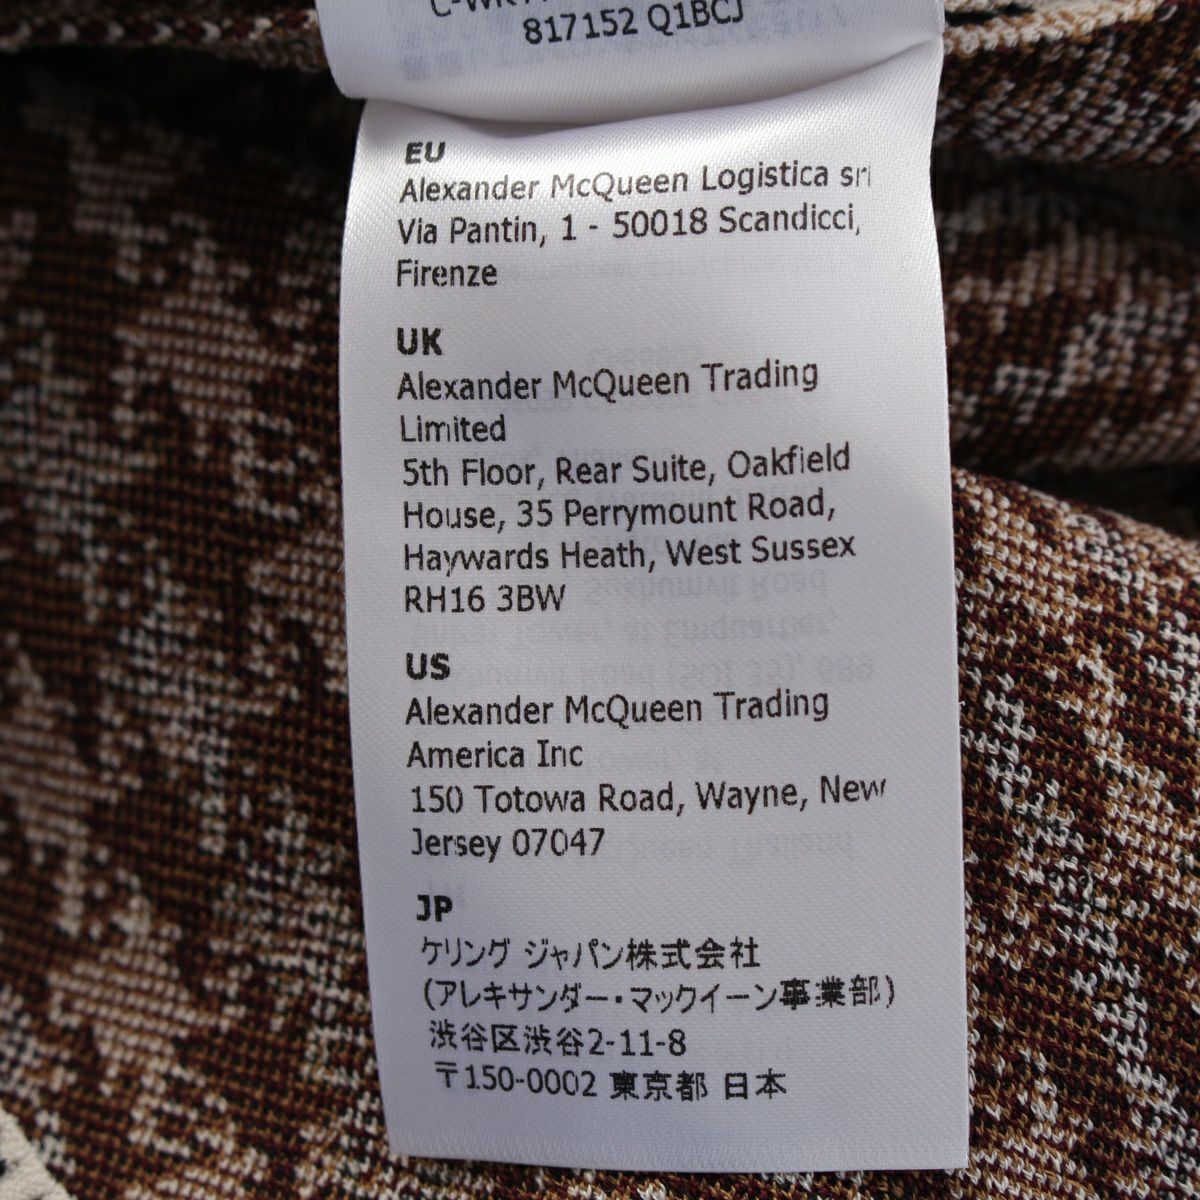 817152 Q1BCJ
EU
Alexander McQueen Logistica srl
Via Pantin, 1 - 50018 Scandicci,
Firenze
UK
Alexander McQueen Trading
Limited
5th Floor, Rear Suite, Oakfield
House, 35 Perrymount Road,
Haywards Heath, West Sussex
RH16 3BW
US
Alexander McQueen Trading
America Inc
150 Totowa Road, Wayne, New
Jersey 07047
JP
ケリング ジャパン株式会社
(アレキサンダー・マックイーン事業部)
渋谷区渋谷2-11-8
〒150-0002 東京都 日本